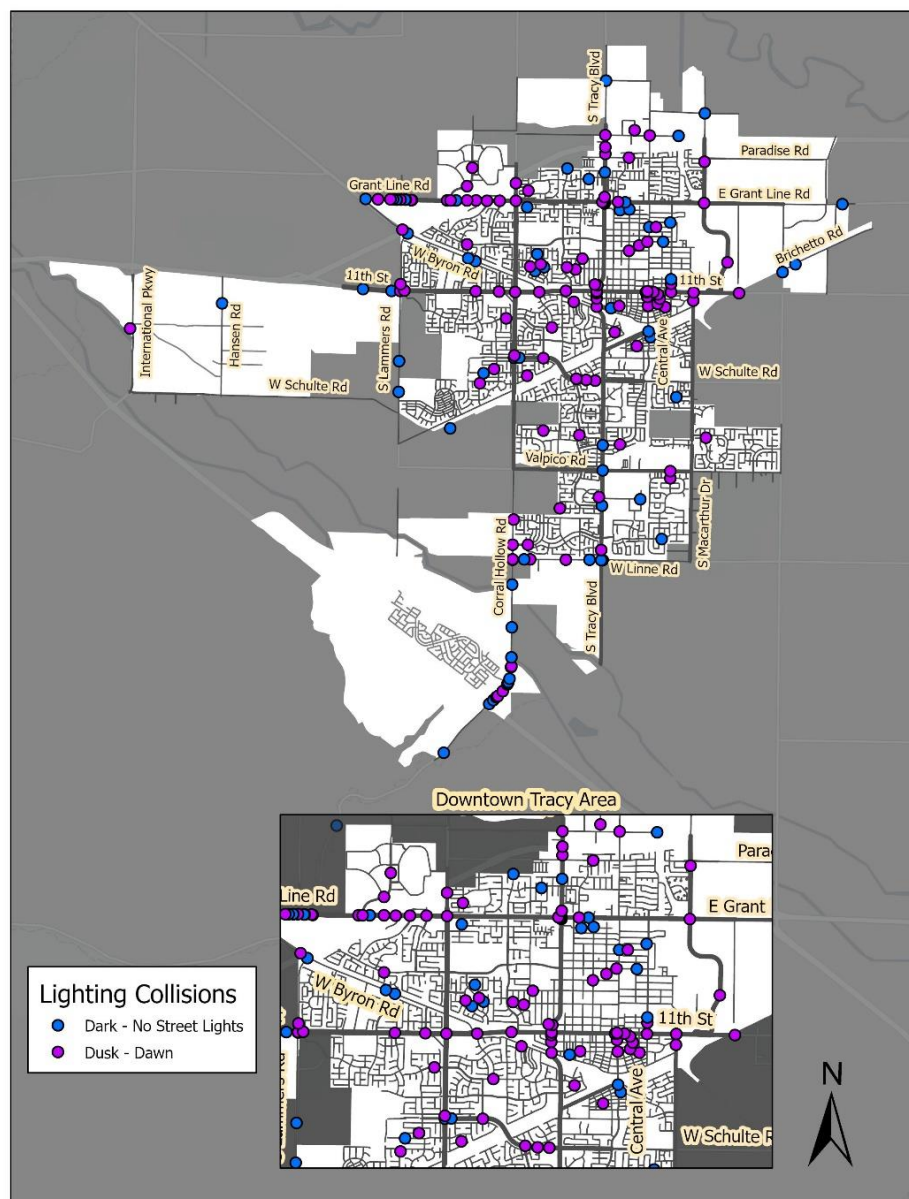 S Tracy Blvd
Paradise Rd
Grant Line Rd
E Grant Line Rd
Brichetto Rd
W Byron Rd
11th St
11th St
International Pkwy
Hansen Rd
S Lammers Rd
Central Ave
W Schulte Rd
W Schulte Rd
Valpico Rd
S Macarthur Dr
Corral Hollow Rd
W Linne Rd
S Tracy Blvd
Downtown Tracy Area
Line Rd
Para
E Grant
W Byron Rd
11th St
Central Ave
W Schulte R
Lighting Collisions
Dark - No Street Lights
Dusk - Dawn
N